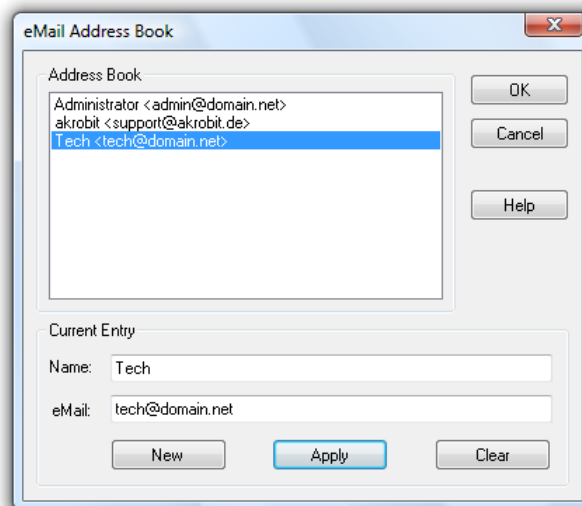 eMail Address Book
Address Book
Administrator <admin@domain.net>
akrobit <support@akrobit.de>
Tech <tech@domain.net>
OK
Cancel
Help
Current Entry
Name: Tech
eMail: tech@domain.net
New Apply Clear